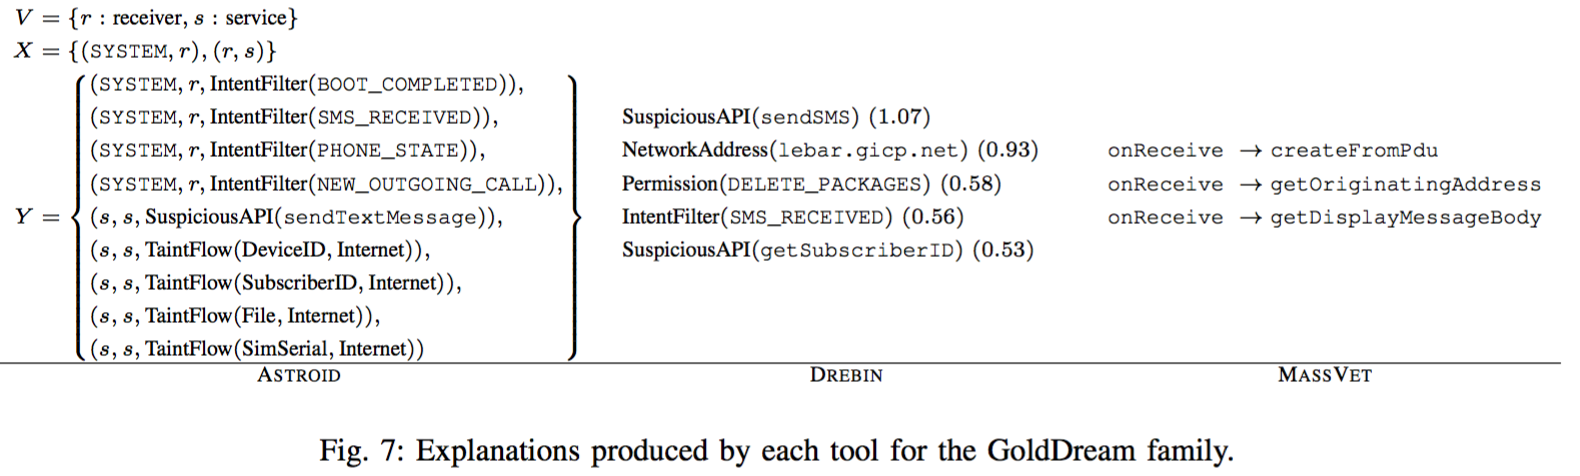 V = {r : receiver, s : service}
X = {(SYSTEM, r), (r, s)}
(SYSTEM, r, IntentFilter(BOOT_COMPLETED)),
(SYSTEM, r, IntentFilter(SMS_RECEIVED)),
(SYSTEM, r, IntentFilter(PHONE_STATE)),
(SYSTEM, r, IntentFilter(NEW_OUTGOING_CALL)),
Y = { (s, s, SuspiciousAPI(sendTextMessage)), }
(s, s, TaintFlow(DeviceID, Internet)),
(s, s, TaintFlow(SubscriberID, Internet)),
(s, s, TaintFlow(File, Internet)),
(s, s, TaintFlow(SimSerial, Internet))
ASTROID
SuspiciousAPI(sendSMS) (1.07)
NetworkAddress(lebar.gicp.net) (0.93)
Permission(DELETE_PACKAGES) (0.58)
IntentFilter(SMS_RECEIVED) (0.56)
SuspiciousAPI(getSubscriberID) (0.53)
DREBIN
onReceive → createFromPdu
onReceive → getOriginatingAddress
onReceive → getDisplayMessageBody
MASSVET
Fig. 7: Explanations produced by each tool for the GoldDream family.